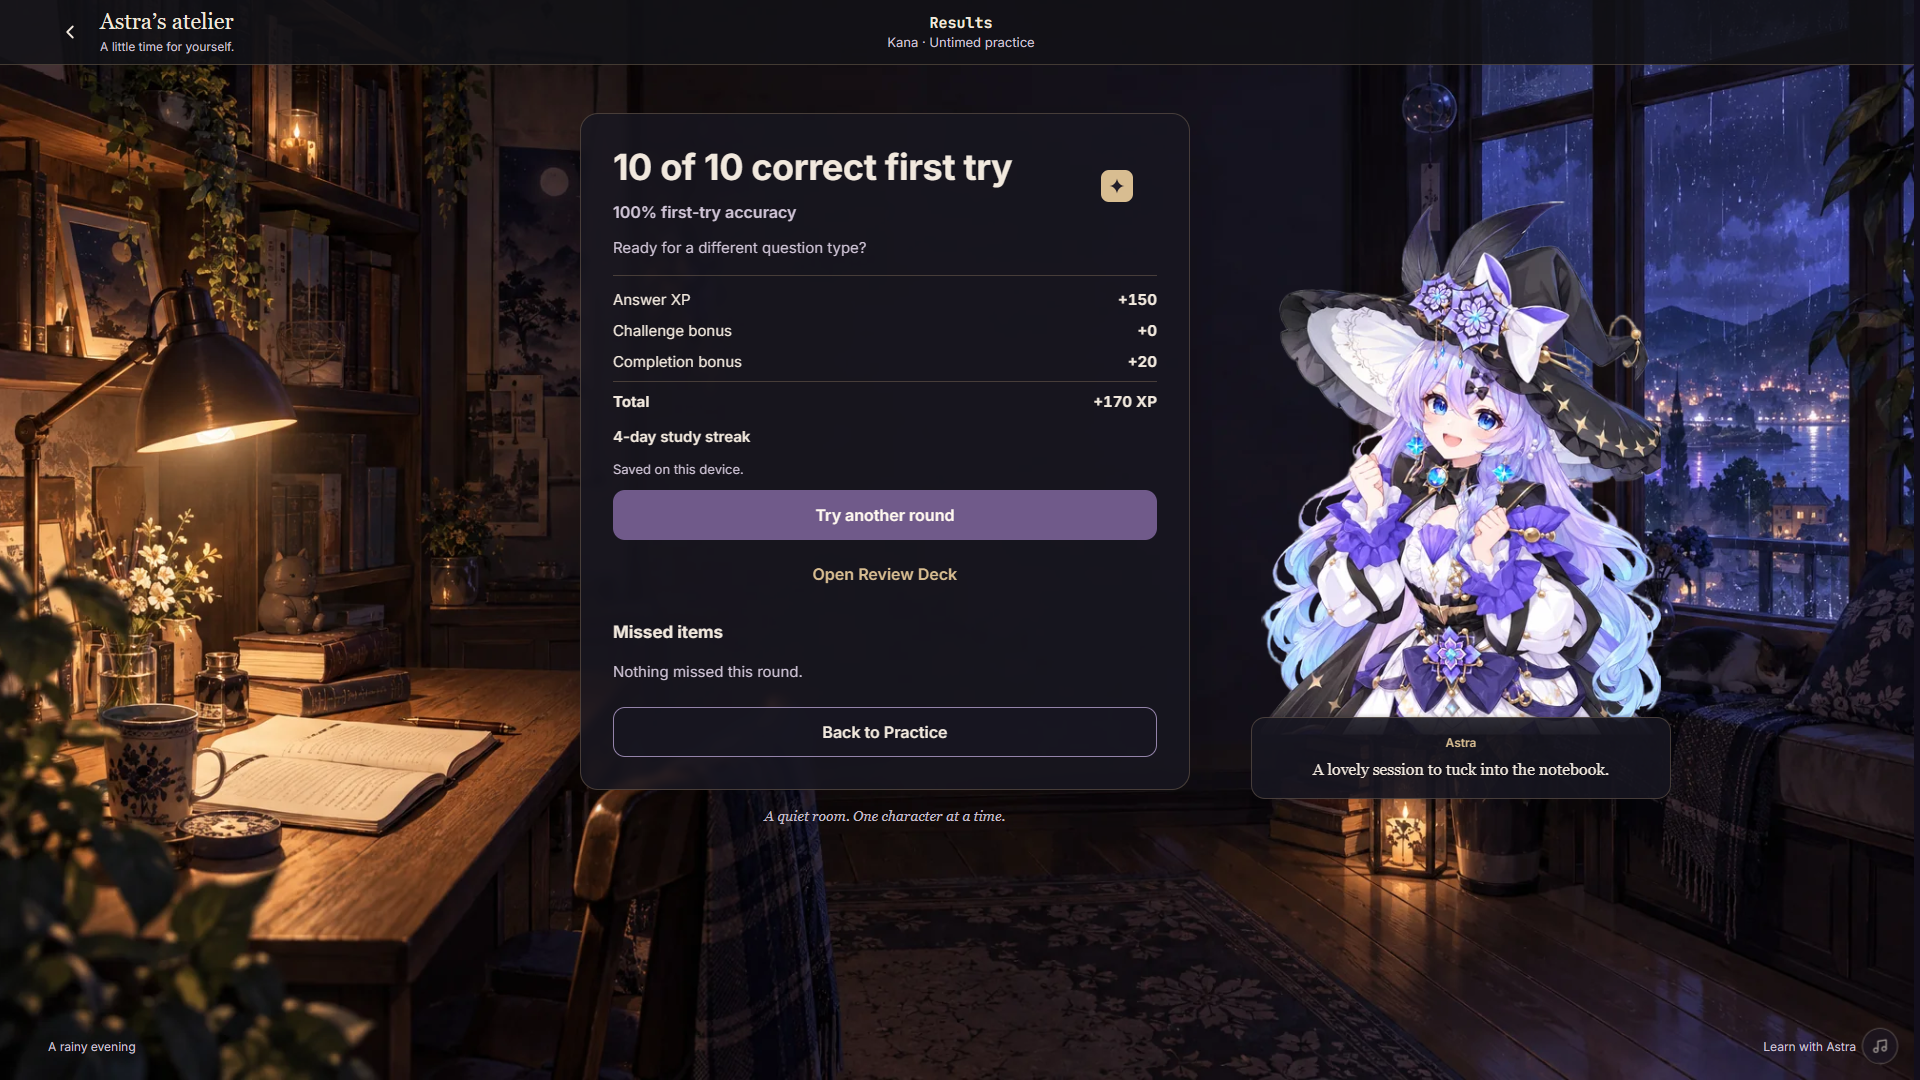 Astra’s atelier
A little time for yourself.
Results
Kana · Untimed practice
10 of 10 correct first try
100% first-try accuracy
Ready for a different question type?
Answer XP +150
Challenge bonus +0
Completion bonus +20
Total +170 XP
4-day study streak
Saved on this device.
Try another round
Open Review Deck
Missed items
Nothing missed this round.
Back to Practice
A quiet room. One character at a time.
Astra
A lovely session to tuck into the notebook.
A rainy evening
Learn with Astra